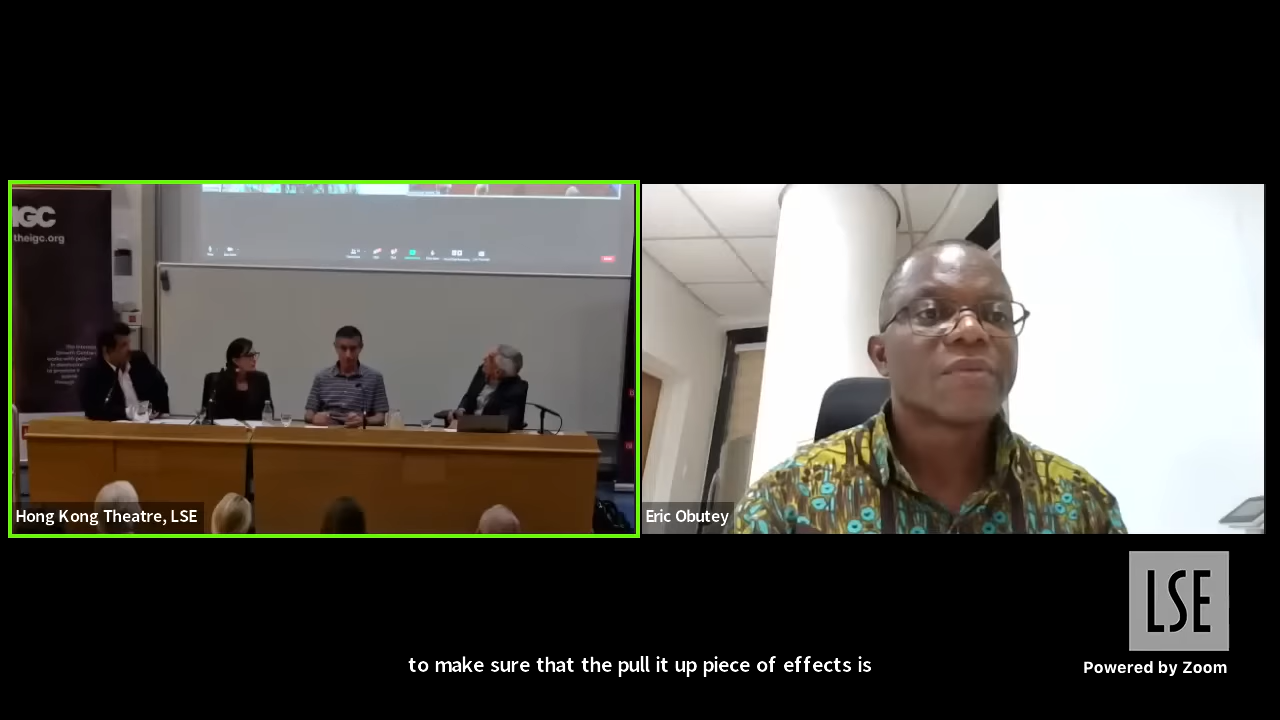 IGC
theigc.org
Hong Kong Theatre, LSE
Eric Obutey
LSE
to make sure that the pull it up piece of effects is
Powered by Zoom